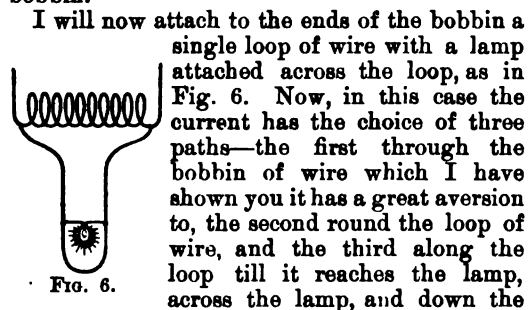 I will now attach to the ends of the bobbin a
single loop of wire with a lamp
attached across the loop, as in
Fig. 6. Now, in this case the
current has the choice of three
paths—the first through the
bobbin of wire which I have
shown you it has a great aversion
to, the second round the loop of
wire, and the third along the
loop till it reaches the lamp,
across the lamp, and down the
Fig. 6.